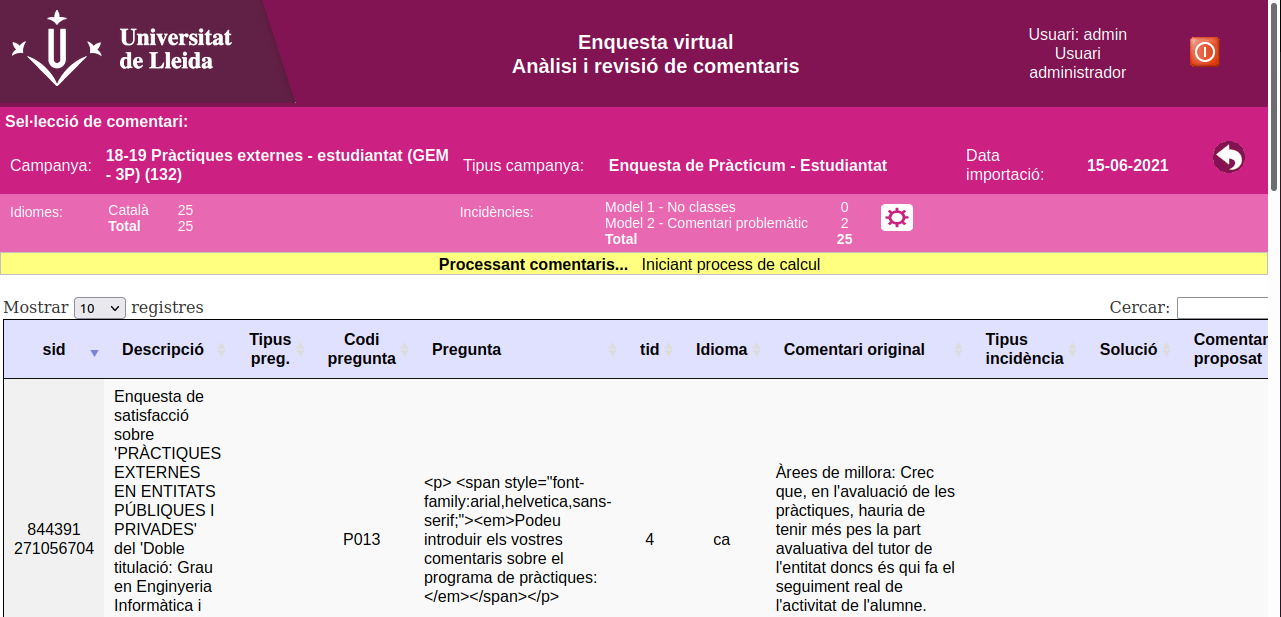 Universitat
de Lleida
Enquesta virtual
Anàlisi i revisió de comentaris
Usuari: admin
Usuari
administrador
Sel·lecció de comentari:
Campanya:
18-19 Pràctiques externes - estudiantat (GEM
- 3P) (132)
Tipus campanya:
Enquesta de Pràcticum - Estudiantat
Data
importació:
15-06-2021
Idiomes:
Català 25
Total 25
Incidències:
Model 1 - No classes 0
Model 2 - Comentari problemàtic 2
Total 25
Processant comentaris... Iniciant process de calcul
Mostrar 10 registres
Cercar:
sid
Descripció
Tipus
preg.
Codi
pregunta
Pregunta
tid
Idioma
Comentari original
Tipus
incidència
Solució
Comentar
proposat
844391
271056704
Enquesta de
satisfacció
sobre
'PRÀCTIQUES
EXTERNES
EN ENTITATS
PÚBLIQUES I
PRIVADES'
del 'Doble
titulació: Grau
en Enginyeria
Informàtica i
P013
<p> <span style="font-
family:arial,helvetica,sans-
serif;"><em>Podeu
introduir els vostres
comentaris sobre el
programa de pràctiques:
</em></span></p>
4
ca
Àrees de millora: Crec
que, en l'avaluació de les
pràctiques, hauria de
tenir més pes la part
avaluativa del tutor de
l'entitat doncs és qui fa el
seguiment real de
l'activitat de l'alumne.